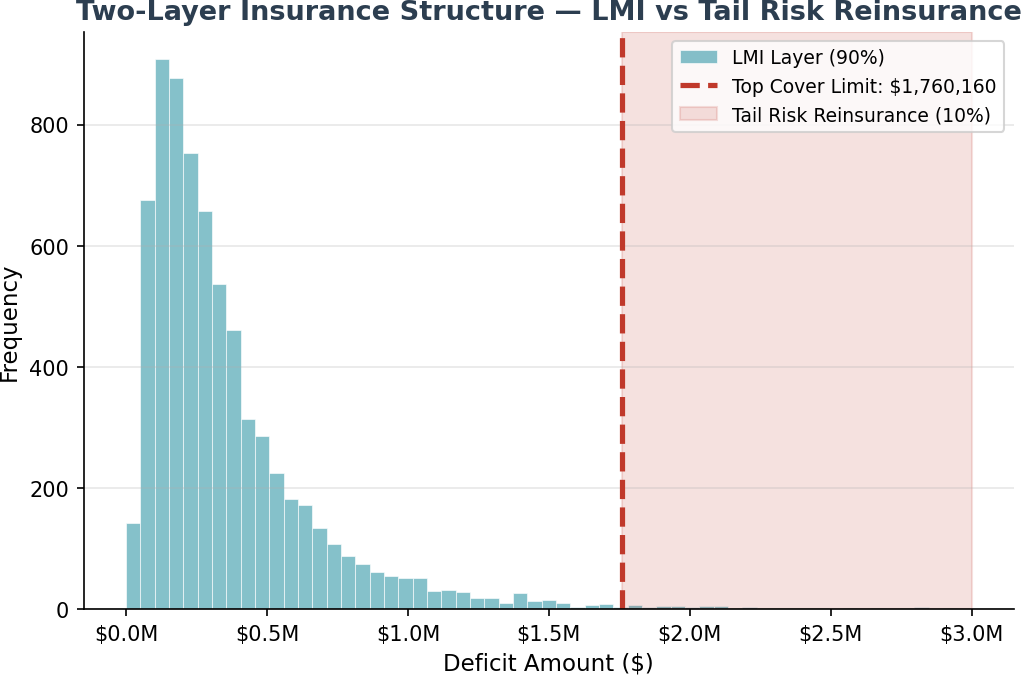 Two-Layer Insurance Structure — LMI vs Tail Risk Reinsurance
LMI Layer (90%)
Top Cover Limit: $1,760,160
Tail Risk Reinsurance (10%)
Frequency
800
600
400
200
0
$0.0M $0.5M $1.0M $1.5M $2.0M $2.5M $3.0M
Deficit Amount ($)